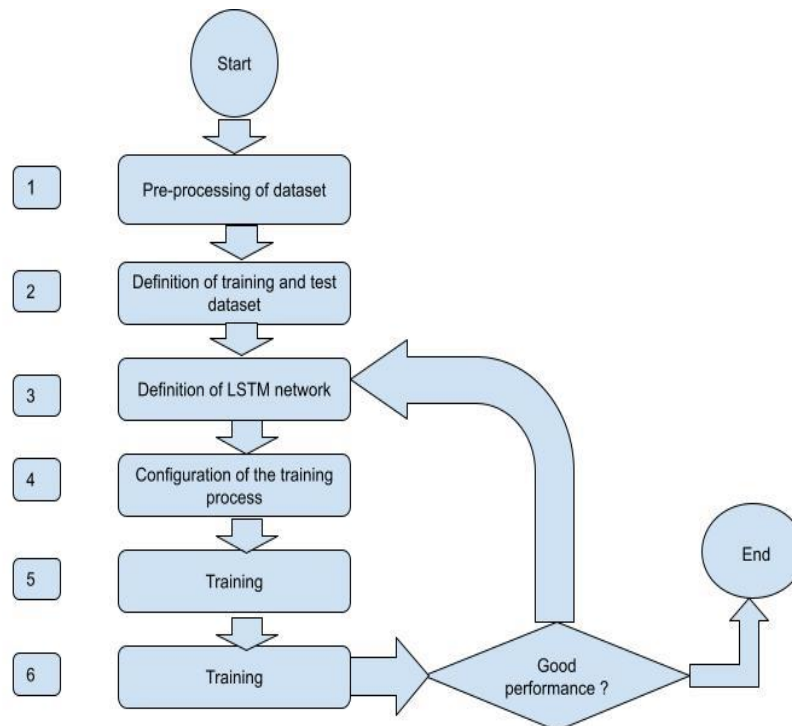 Start
1
Pre-processing of dataset
2
Definition of training and test
dataset
3
Definition of LSTM network
4
Configuration of the training
process
5
Training
6
Training
Good
performance ?
End